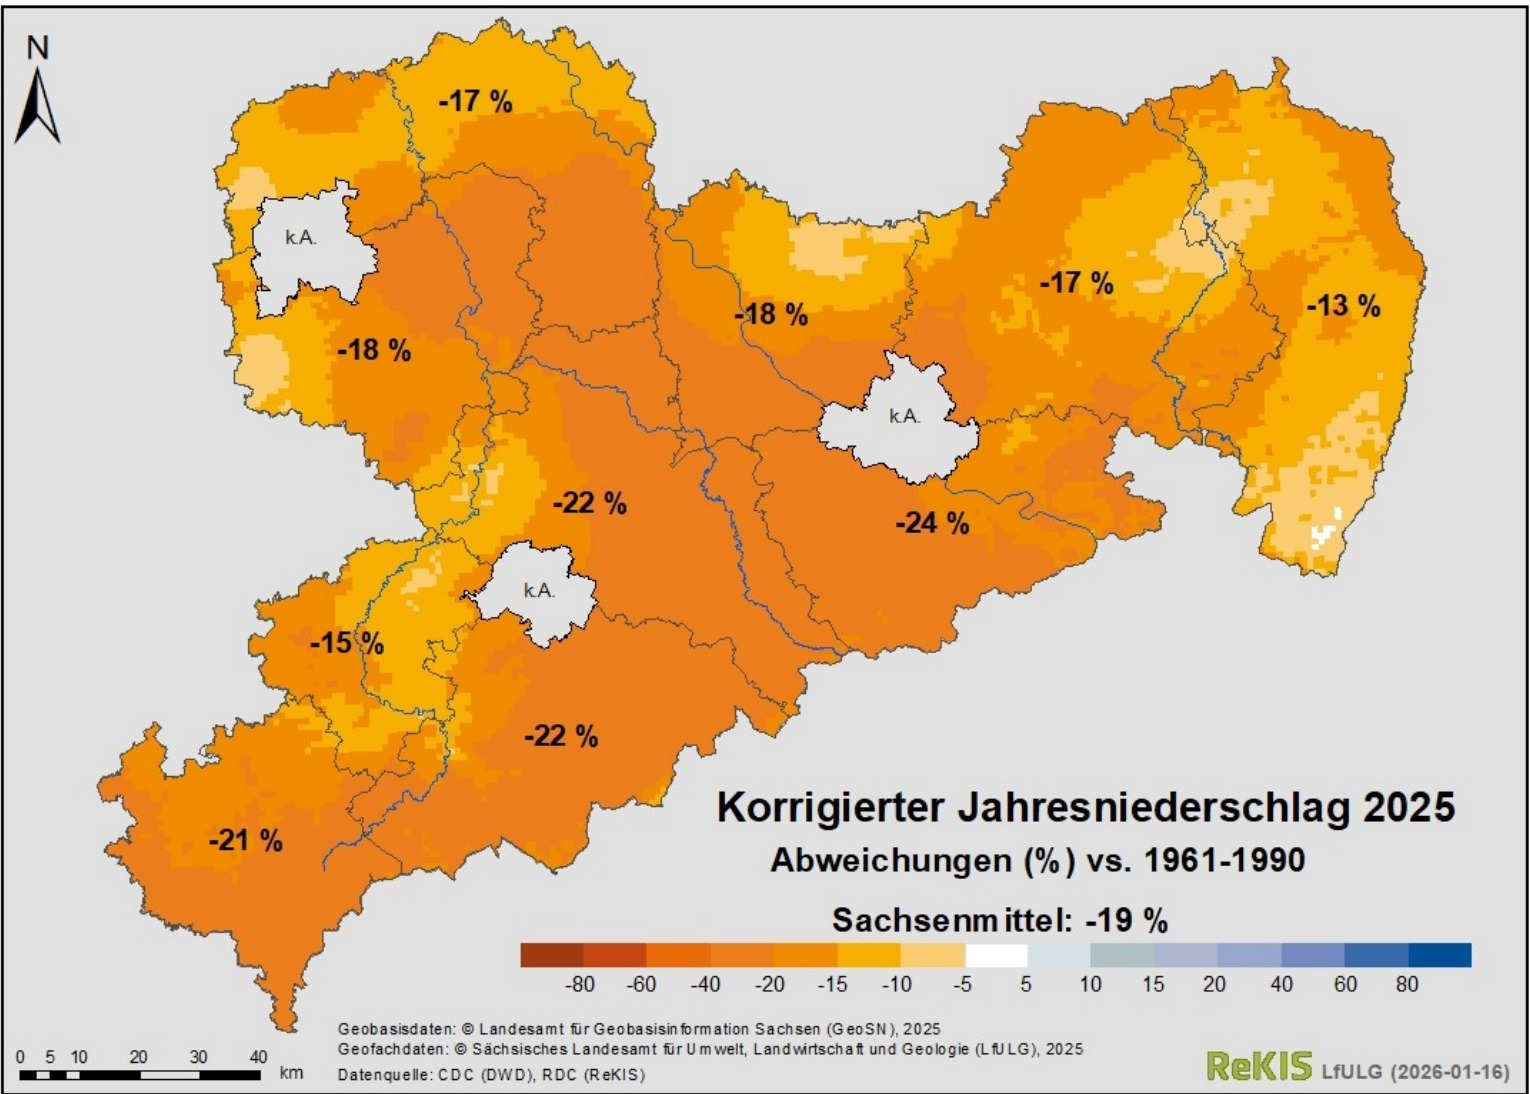 N
-17 %
k.A.
-17 %
-13 %
-18 %
-18 %
k.A.
-22 %
-24 %
k.A.
-15 %
-22 %
-21 %
Korrigierter Jahresniederschlag 2025
Abweichungen (%) vs. 1961-1990
Sachsenmittel: -19 %
-80 -60 -40 -20 -15 -10 -5 5 10 15 20 40 60 80
Geobasisdaten: © Landesamt für Geobasisinformation Sachsen (GeoSN), 2025
Geofachdaten: © Sächsisches Landesamt für Umwelt, Landwirtschaft und Geologie (LfULG), 2025
Datenquelle: CDC (DWD), RDC (ReKIS)
0 5 10 20 30 40
km
ReKIS LfULG (2026-01-16)